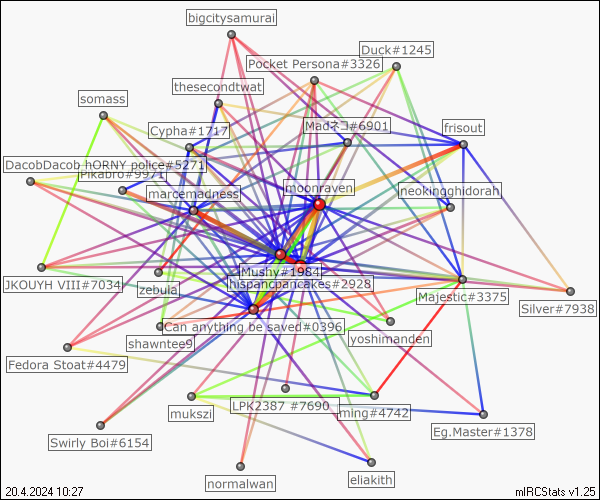 bigcitysamurai
Duck#1245
Pocket Persona#3326
thesecondtwat
somass
Madネコ#6901
Cypha#1717
frisout
DacobDacob hORNY police#5271
Pikabro#9971
moonraven
marcemadness
neokingghidorah
Mushy#1984
JKOUYH VIII#7034
zebula
hispancpancakes#2928
Majestic#3375
Silver#7938
Can anything be saved#0396
shawntee9
yoshimanden
Fedora Stoat#4479
LPK2387 #7690
mukszi
ming#4742
Eg.Master#1378
Swirly Boi#6154
normalwan
eliakith
20.4.2024 10:27
mIRCStats v1.25